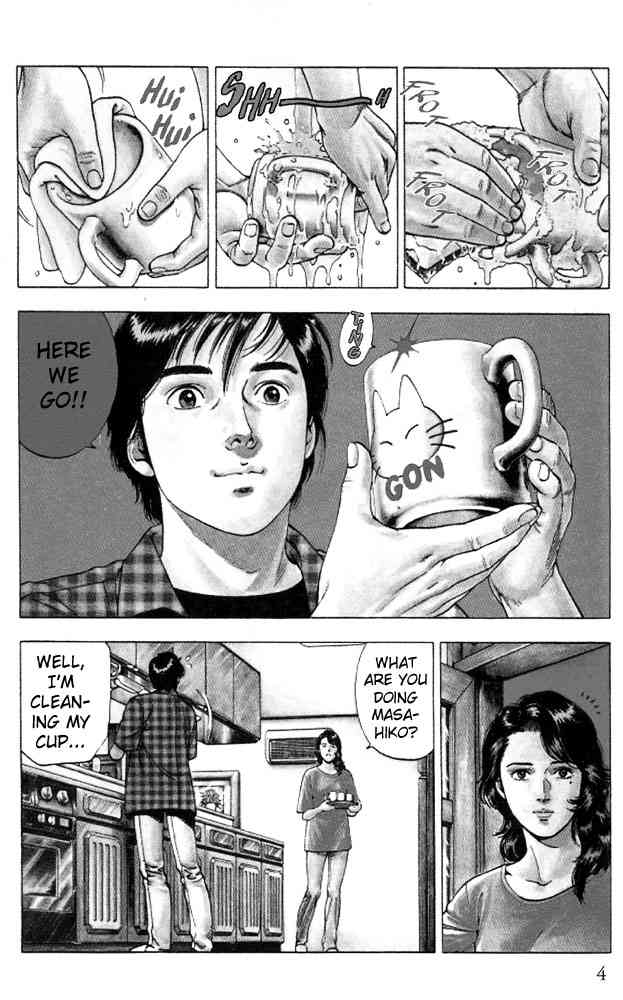 FROT
FROT
FROT
FROT
SHH
H
HUI
HUI
TING
HERE
WE
GO!!
GON
WHAT
ARE YOU
DOING
MASA-
HIKO?
WELL,
I'M
CLEAN-
ING MY
CUP...
4